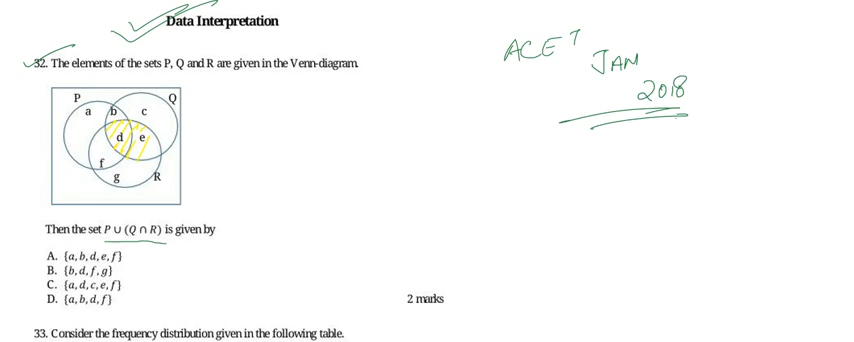 Data Interpretation
ACET
JAM
2018
32. The elements of the sets P, Q and R are given in the Venn-diagram.
P Q
a b c
d e
f
g R
Then the set P ∪ (Q ∩ R) is given by
A. {a, b, d, e, f}
B. {b, d, f, g}
C. {a, d, c, e, f}
D. {a, b, d, f}
2 marks
33. Consider the frequency distribution given in the following table.